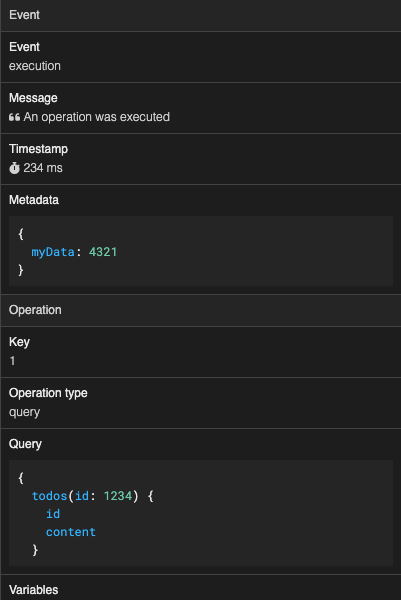 Event
Event
execution
Message
❝ An operation was executed
Timestamp
234 ms
Metadata
{
  myData: 4321
}
Operation
Key
1
Operation type
query
Query
{
  todos(id: 1234) {
    id
    content
  }
Variables